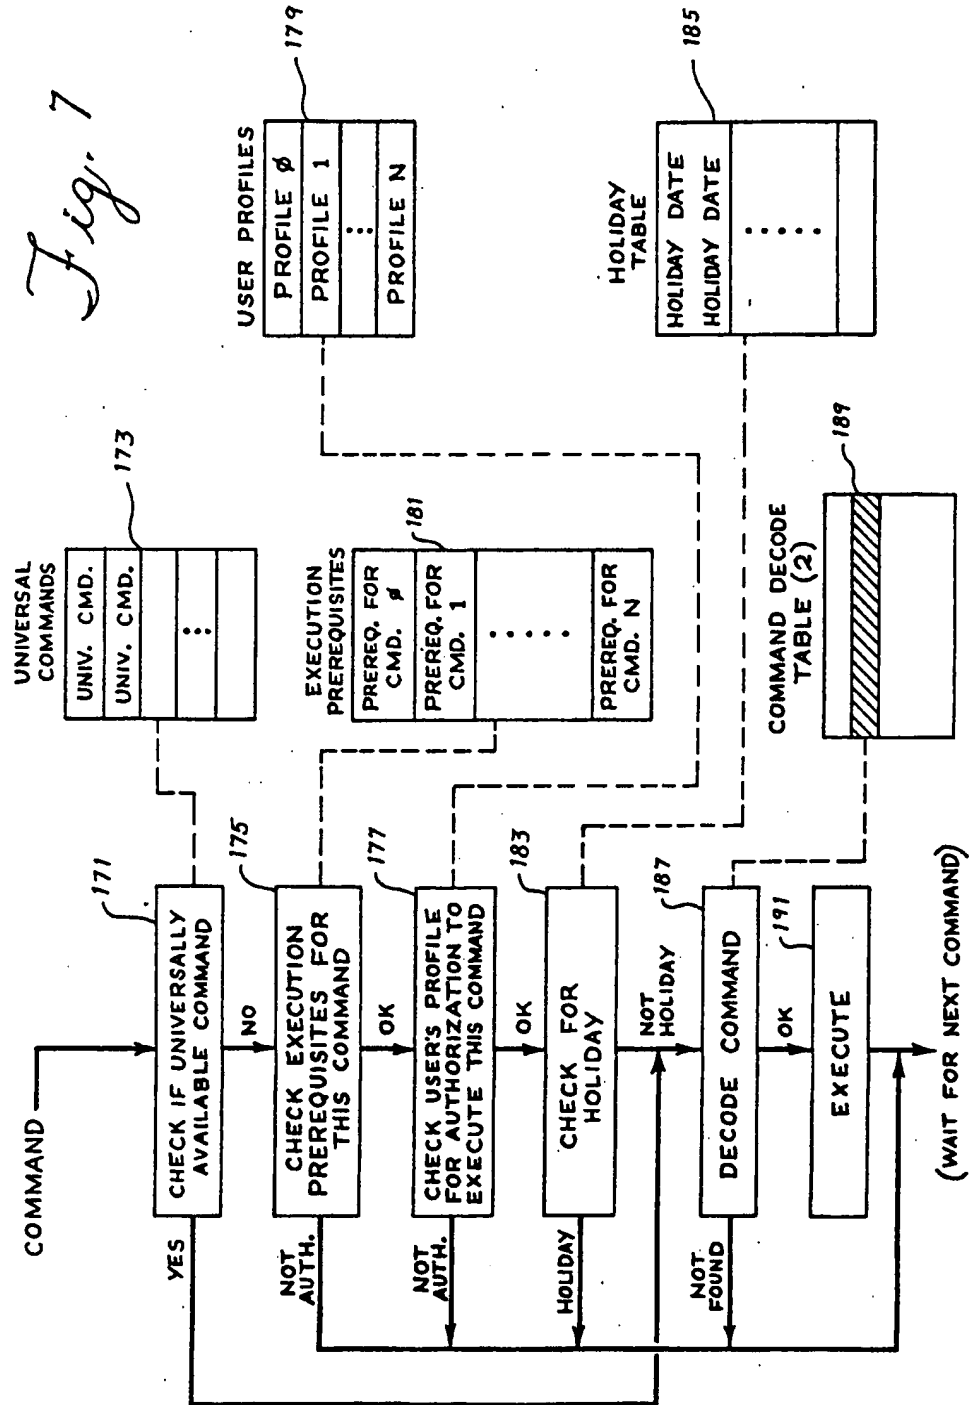 Fig. 7
COMMAND
171
CHECK IF UNIVERSALLY
AVAILABLE COMMAND
YES
NO
UNIVERSAL
COMMANDS
UNIV. CMD.
UNIV. CMD.
173
175
CHECK EXECUTION
PREREQUISITES FOR
THIS COMMAND
NOT
AUTH.
OK
EXECUTION
PREREQUISITES
PREREQ. FOR
CMD. ∅
PREREQ. FOR
CMD. 1
PREREQ. FOR
CMD. N
181
177
CHECK USER'S PROFILE
FOR AUTHORIZATION TO
EXECUTE THIS COMMAND
NOT
AUTH.
OK
USER PROFILES
PROFILE ∅
PROFILE 1
PROFILE N
179
183
CHECK FOR
HOLIDAY
HOLIDAY
NOT
HOLIDAY
HOLIDAY
TABLE
HOLIDAY DATE
HOLIDAY DATE
185
187
DECODE COMMAND
NOT
FOUND
OK
COMMAND DECODE
TABLE (2)
189
191
EXECUTE
(WAIT FOR NEXT COMMAND)